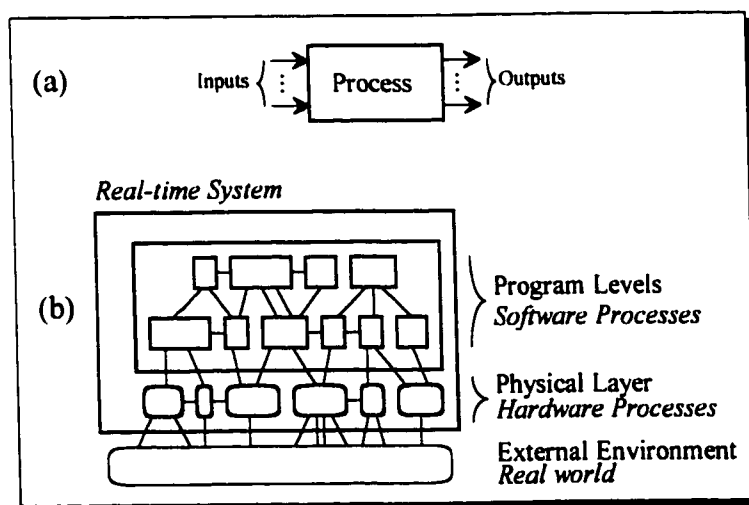 (a)
Inputs
Process
Outputs
Real-time System
(b)
Program Levels
Software Processes
Physical Layer
Hardware Processes
External Environment
Real world